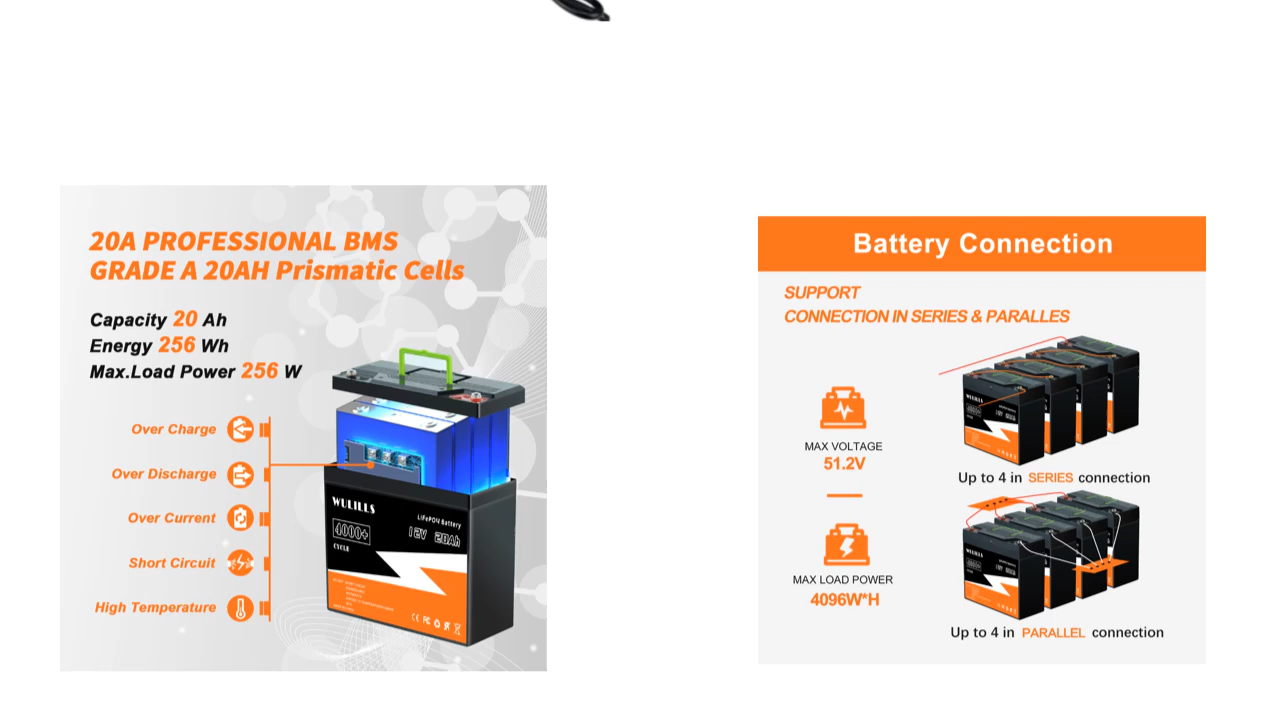 20A PROFESSIONAL BMS
GRADE A 20AH Prismatic Cells
Capacity 20 Ah
Energy 256 Wh
Max.Load Power 256 W
Over Charge
Over Discharge
Over Current
Short Circuit
High Temperature
WULILLS
LiFePO4 Battery
4000+
12V 20Ah
CYCLE
Battery Connection
SUPPORT
CONNECTION IN SERIES & PARALLES
MAX VOLTAGE
51.2V
WULILLS
Up to 4 in SERIES connection
MAX LOAD POWER
4096W*H
WULILLS
Up to 4 in PARALLEL connection